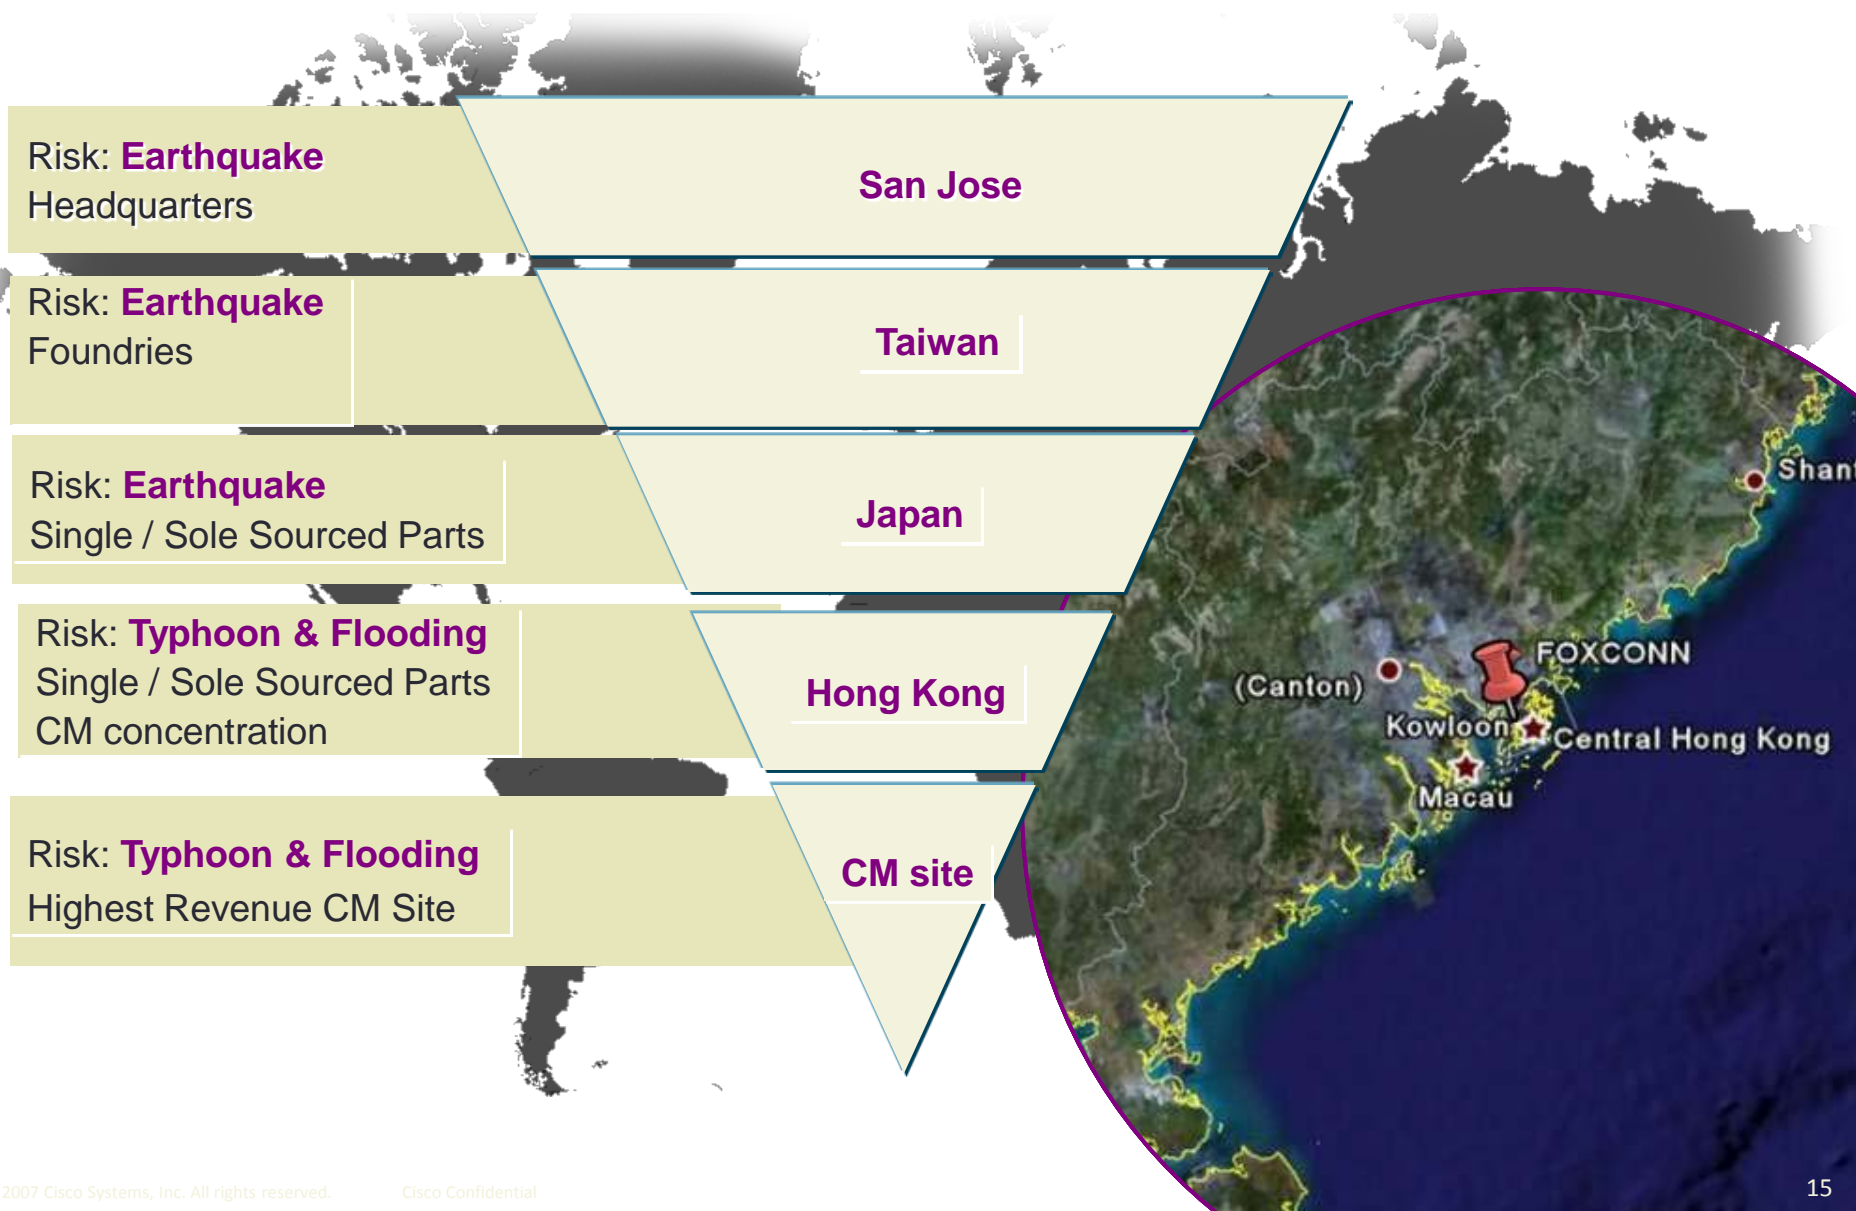 Risk: Earthquake
Headquarters
San Jose
Risk: Earthquake
Foundries
Taiwan
Risk: Earthquake
Single / Sole Sourced Parts
Japan
Risk: Typhoon & Flooding
Single / Sole Sourced Parts
CM concentration
Hong Kong
Risk: Typhoon & Flooding
Highest Revenue CM Site
CM site
Shant
FOXCONN
(Canton)
Kowloon
Central Hong Kong
Macau
2007 Cisco Systems, Inc. All rights reserved.
Cisco Confidential
15